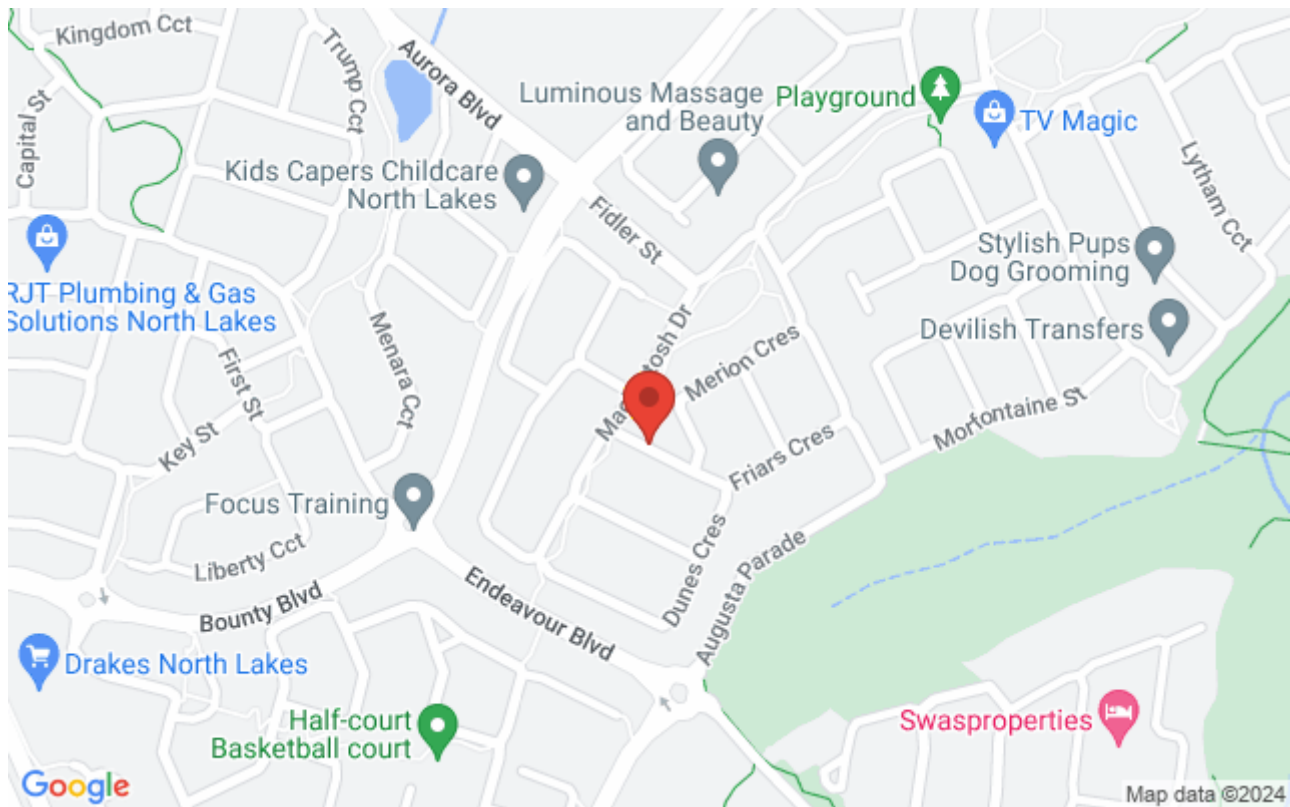 Kingdom Cct
Trump Cct
Aurora Blvd
Capital St
Luminous Massage
and Beauty
Playground
TV Magic
Kids Capers Childcare
North Lakes
Lytham Cct
Fidler St
Stylish Pups
Dog Grooming
RJT Plumbing & Gas
Solutions North Lakes
Devilish Transfers
Menara Cct
First St
Merion Cres
Key St
Morfontaine St
Friars Cres
Focus Training
Liberty Cct
Dunes Cres
Augusta Parade
Bounty Blvd
Endeavour Blvd
Drakes North Lakes
Half-court
Basketball court
Swasproperties
Google
Map data ©2024